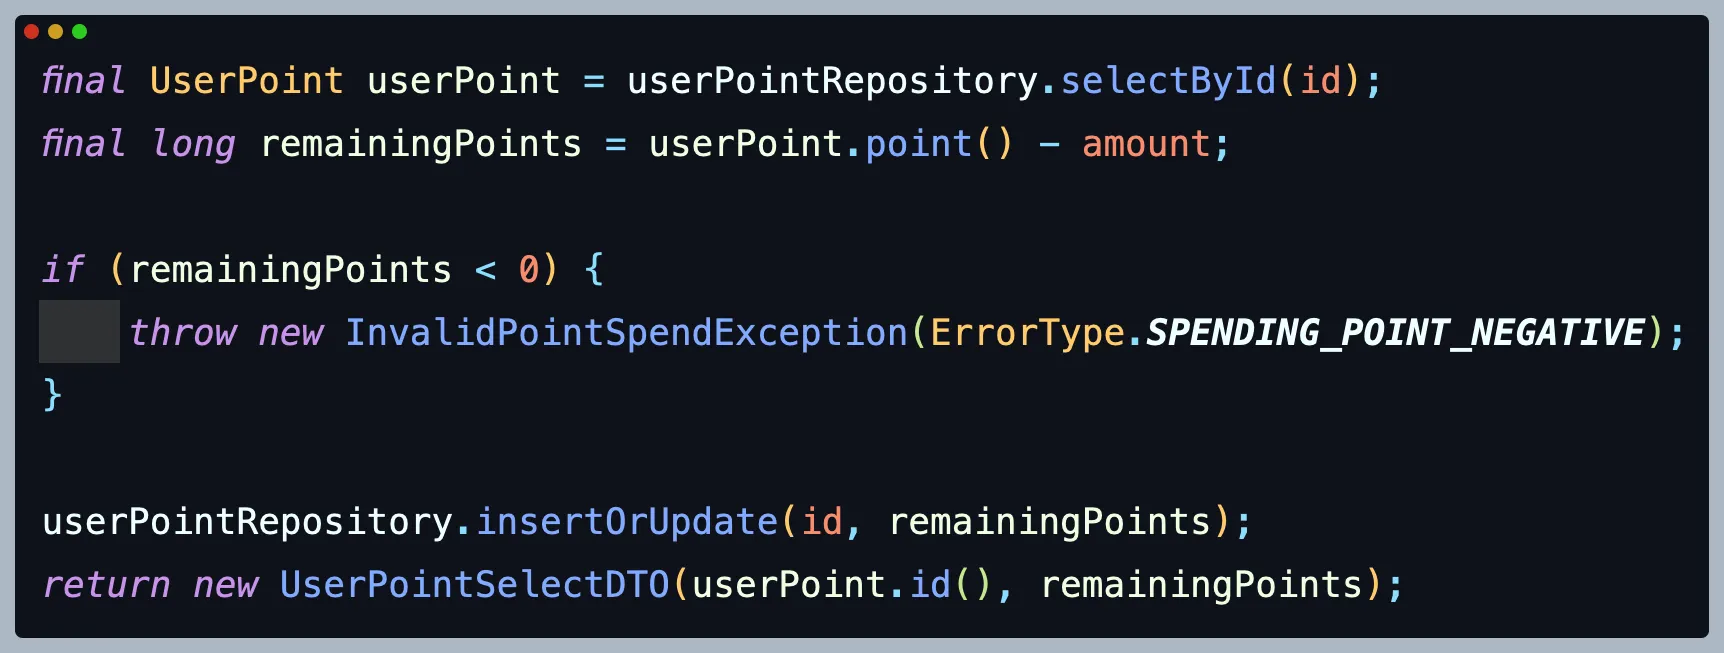 final UserPoint userPoint = userPointRepository.selectById(id);
final long remainingPoints = userPoint.point() - amount;
if (remainingPoints < 0) {
throw new InvalidPointSpendException(ErrorType.SPENDING_POINT_NEGATIVE);
}
userPointRepository.insertOrUpdate(id, remainingPoints);
return new UserPointSelectDTO(userPoint.id(), remainingPoints);